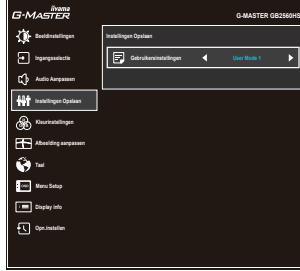 iiyama
G-MASTER
G-MASTER GB2560HS
Beeldinstellingen
Instellingen Opslaan
Ingangsselectie
Gebruikersinstellingen
User Mode 1
Audio Aanpassen
Instellingen Opslaan
Kleurinstellingen
Afbeelding aanpassen
Taal
Menu Setup
Display info
Opn.instellen